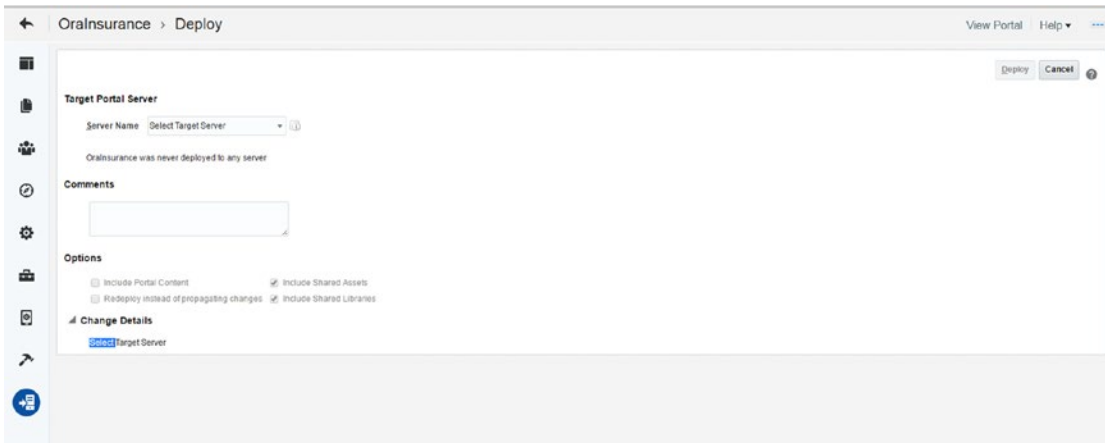 OraInsurance > Deploy
View Portal Help
Deploy Cancel
Target Portal Server
Server Name Select Target Server
OraInsurance was never deployed to any server
Comments
Options
Include Portal Content Include Shared Assets
Redeploy instead of propagating changes Include Shared Libraries
Change Details
Select Target Server